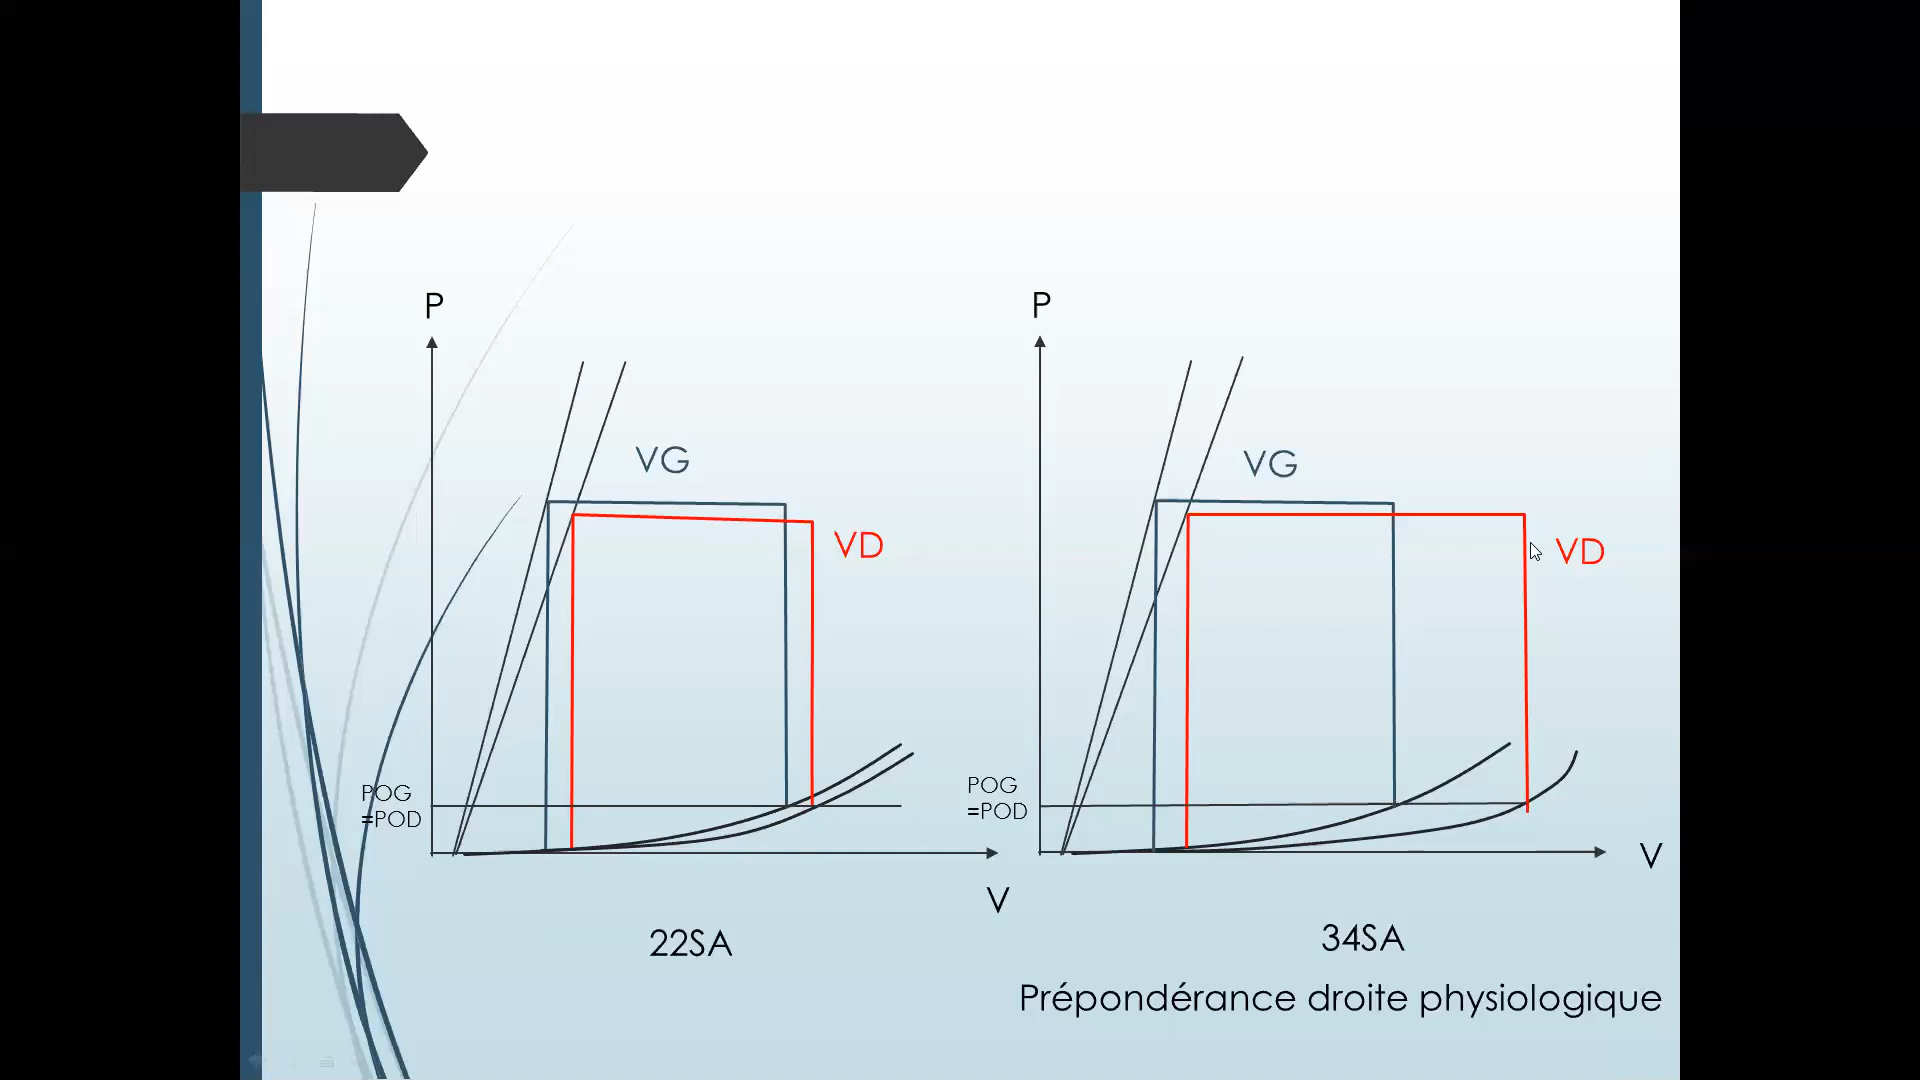 P
VG
VD
POG
=POD
V
22SA
P
VG
VD
POG
=POD
V
34SA
Prépondérance droite physiologique